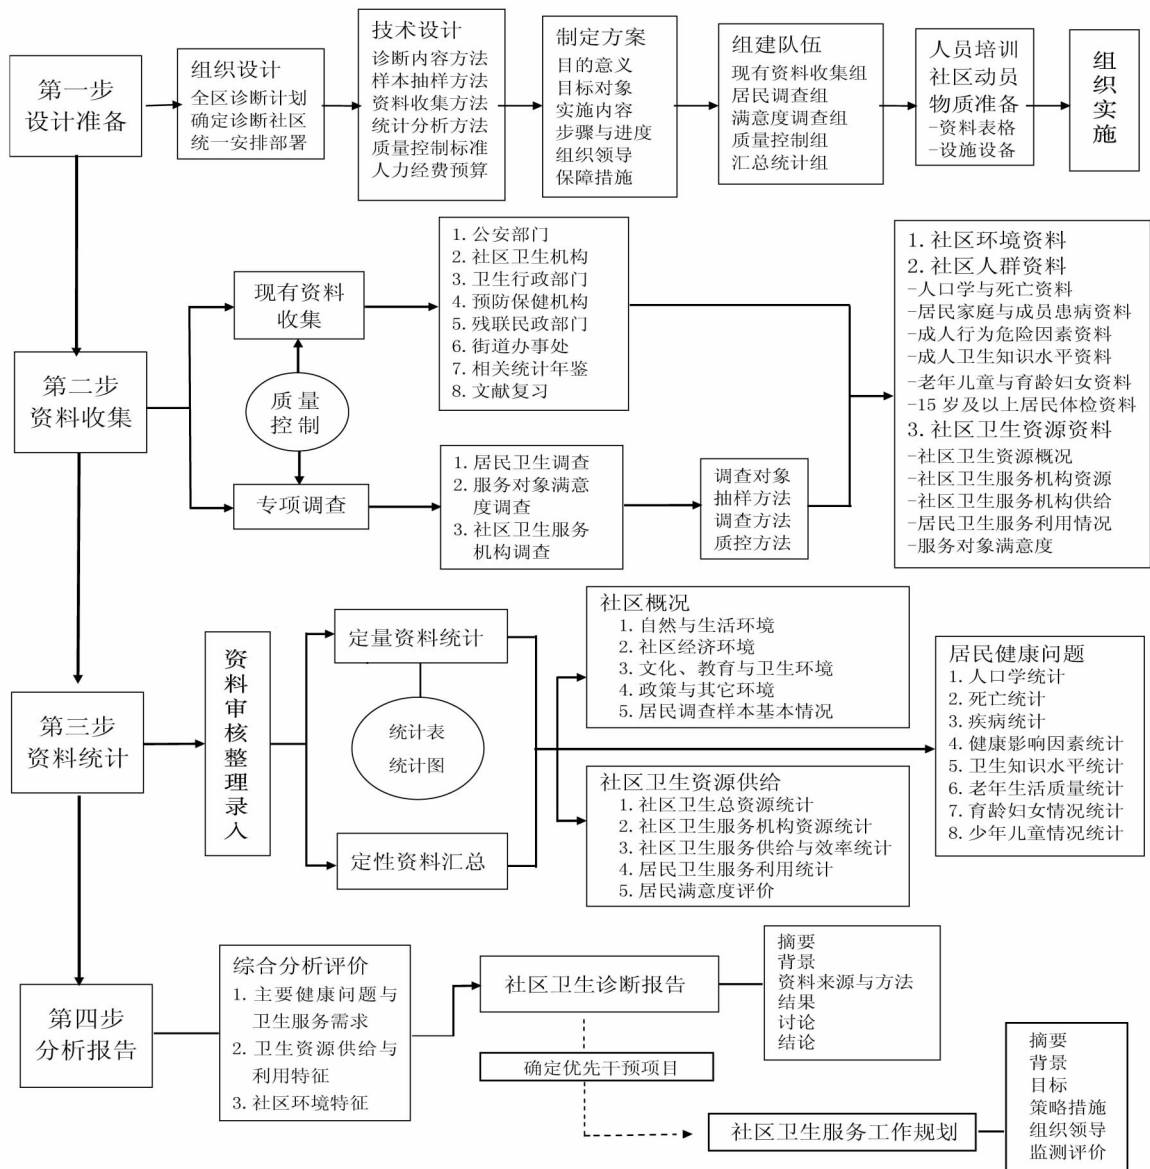 第一步
设计准备
组织设计
全区诊断计划
确定诊断社区
统一安排部署
技术设计
诊断内容方法
样本抽样方法
资料收集方法
统计分析方法
质量控制标准
人力经费预算
制定方案
目的意义
目标对象
实施内容
步骤与进度
组织领导
保障措施
组建队伍
现有资料收集组
居民调查组
满意度调查组
质量控制组
汇总统计组
人员培训
社区动员
物质准备
-资料表格
-设施设备
组织实施
第二步
资料收集
现有资料
收集
质量
控制
专项调查
1. 公安部门
2. 社区卫生机构
3. 卫生行政部门
4. 预防保健机构
5. 残联民政部门
6. 街道办事处
7. 相关统计年鉴
8. 文献复习
1. 居民卫生调查
2. 服务对象满意
度调查
3. 社区卫生服务
机构调查
调查对象
抽样方法
调查方法
质控方法
1. 社区环境资料
2. 社区人群资料
-人口学与死亡资料
-居民家庭与成员患病资料
-成人行为危险因素资料
-成人卫生知识水平资料
-老年儿童与育龄妇女资料
-15 岁及以上居民体检资料
3. 社区卫生资源资料
-社区卫生资源概况
-社区卫生服务机构资源
-社区卫生服务机构供给
-居民卫生服务利用情况
-服务对象满意度
第三步
资料统计
资料审核整理录入
定量资料统计
统计表
统计图
定性资料汇总
社区概况
1. 自然与生活环境
2. 社区经济环境
3. 文化、教育与卫生环境
4. 政策与其它环境
5. 居民调查样本基本情况
社区卫生资源供给
1. 社区卫生总资源统计
2. 社区卫生服务机构资源统计
3. 社区卫生服务供给与效率统计
4. 居民卫生服务利用统计
5. 居民满意度评价
居民健康问题
1. 人口学统计
2. 死亡统计
3. 疾病统计
4. 健康影响因素统计
5. 卫生知识水平统计
6. 老年生活质量统计
7. 育龄妇女情况统计
8. 少年儿童情况统计
第四步
分析报告
综合分析评价
1. 主要健康问题与
卫生服务需求
2. 卫生资源供给与
利用特征
3. 社区环境特征
社区卫生诊断报告
摘要
背景
资料来源与方法
结果
讨论
结论
确定优先干预项目
社区卫生服务工作规划
摘要
背景
目标
策略措施
组织领导
监测评价